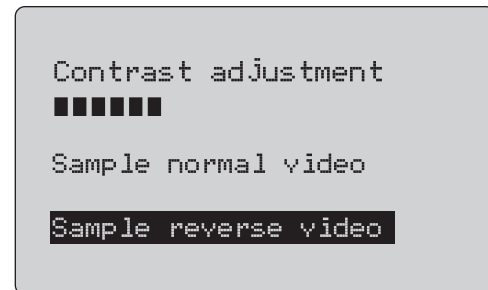 Contrast adjustment
Sample normal video
Sample reverse video